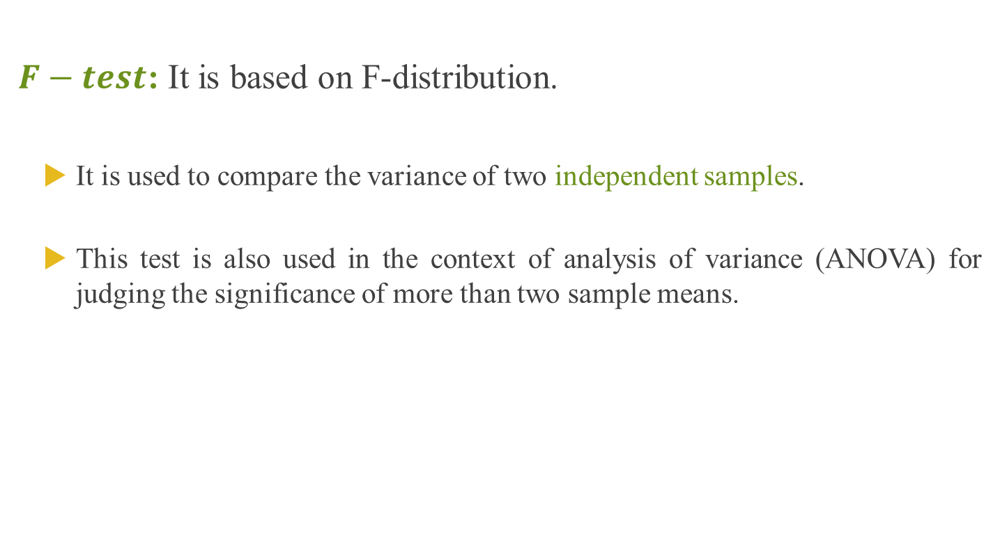 F − test: It is based on F-distribution.
It is used to compare the variance of two independent samples.
This test is also used in the context of analysis of variance (ANOVA) for
judging the significance of more than two sample means.